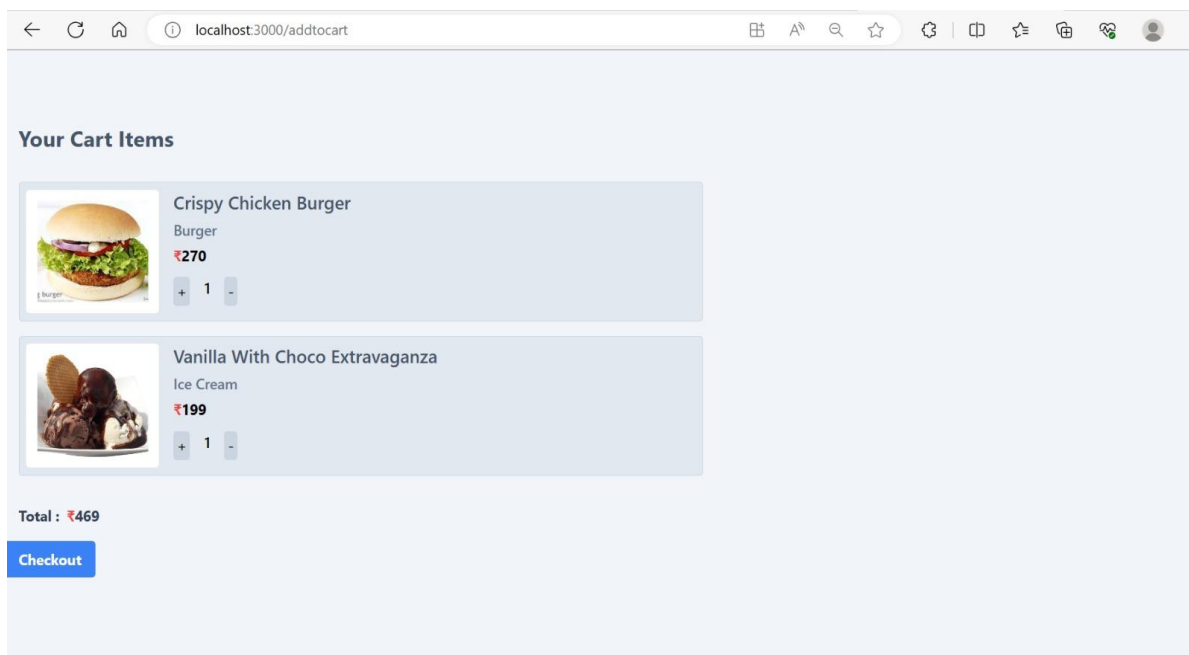 localhost:3000/addtocart
Your Cart Items
Crispy Chicken Burger
Burger
₹270
+ 1 -
burger
Vanilla With Choco Extravaganza
Ice Cream
₹199
+ 1 -
Total : ₹469
Checkout